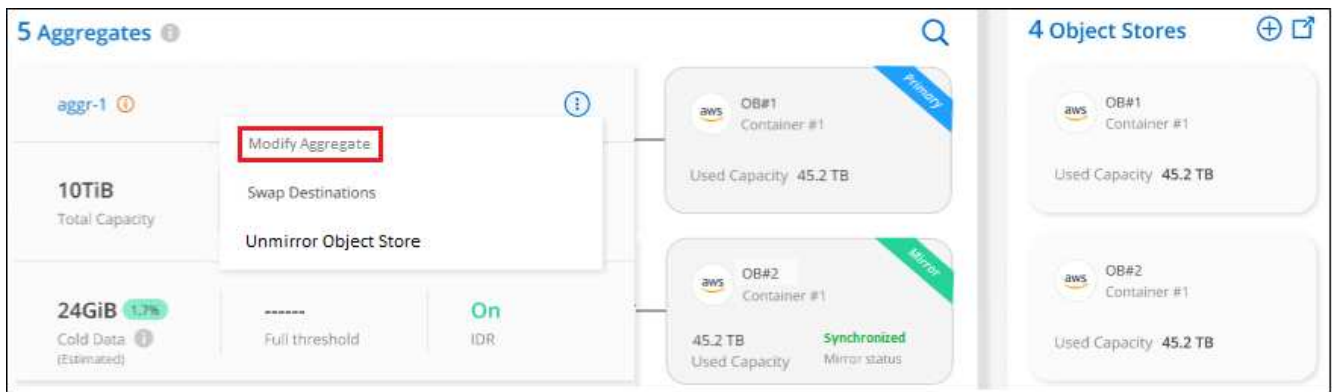 5 Aggregates
4 Object Stores
aggr-1
Modify Aggregate
Swap Destinations
Unmirror Object Store
10TiB
Total Capacity
24GiB 1.7%
Cold Data
(Estimated)
------
Full threshold
On
IDR
Primary
aws
OB#1
Container #1
Used Capacity 45.2 TB
Mirror
aws
OB#2
Container #1
45.2 TB
Used Capacity
Synchronized
Mirror status
aws
OB#1
Container #1
Used Capacity 45.2 TB
aws
OB#2
Container #1
Used Capacity 45.2 TB